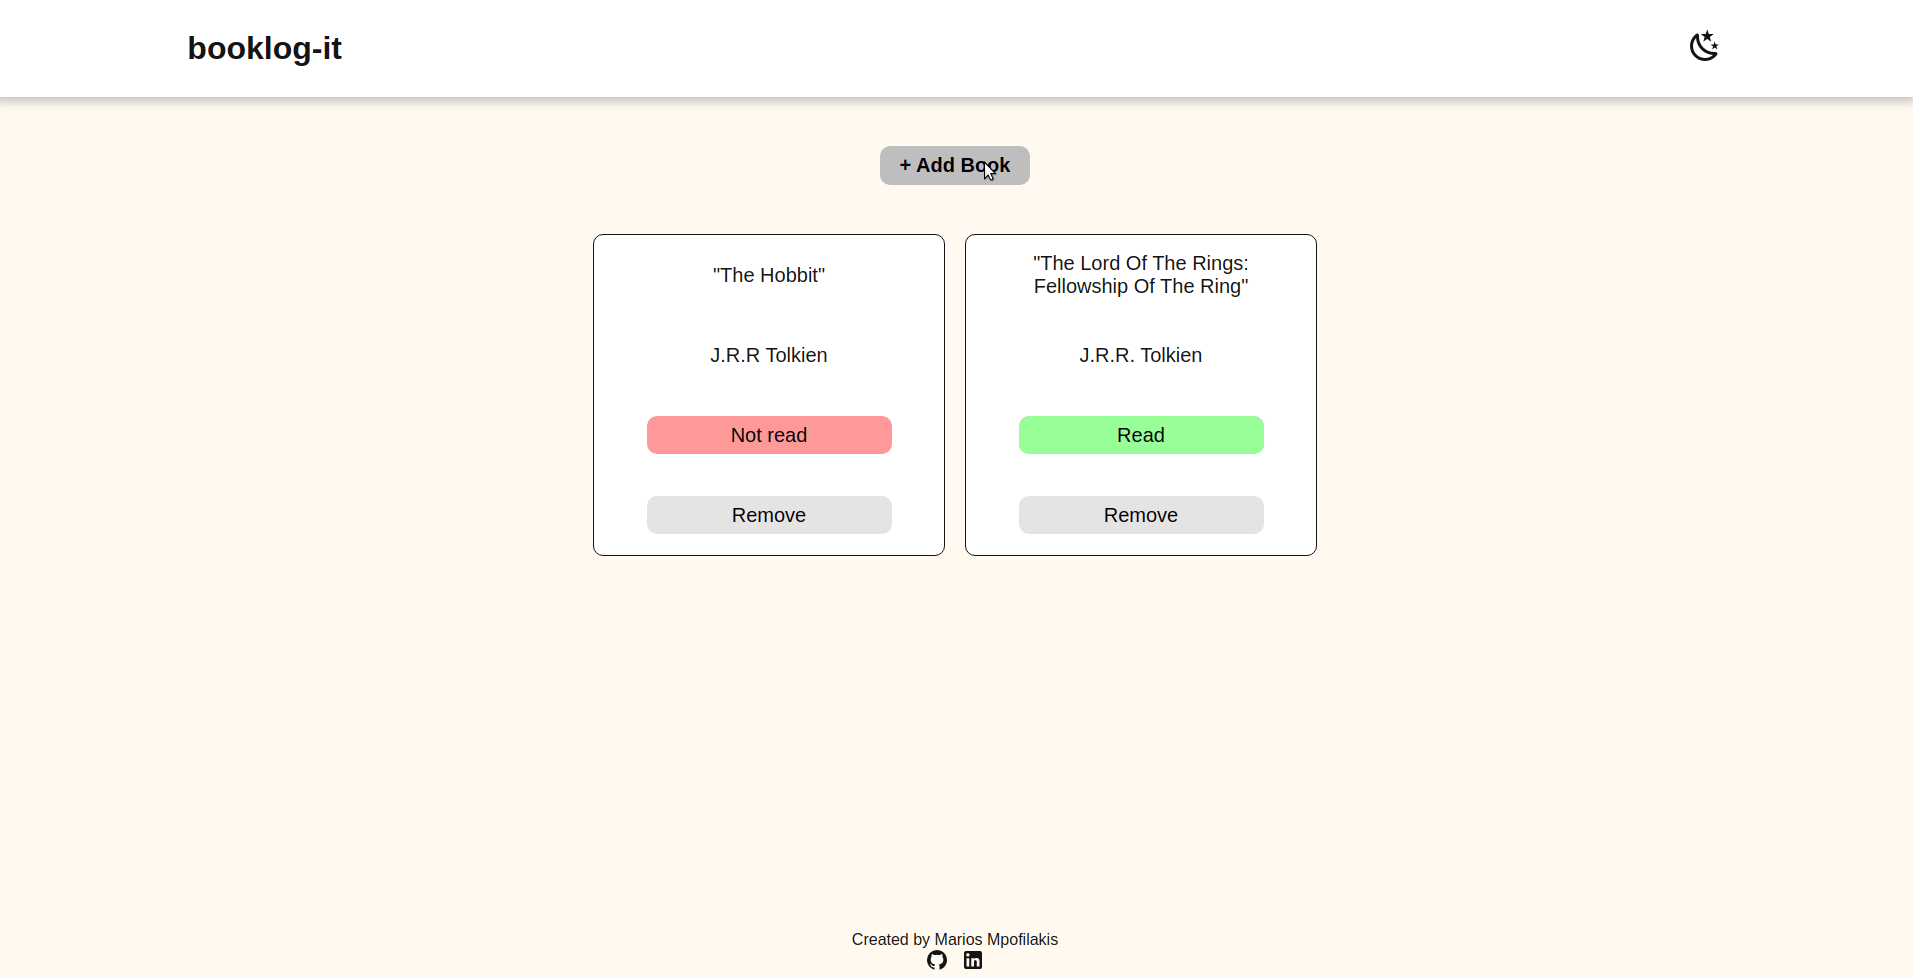 booklog-it
+ Add Book
"The Hobbit"
J.R.R Tolkien
Not read
Remove
"The Lord Of The Rings:
Fellowship Of The Ring"
J.R.R. Tolkien
Read
Remove
Created by Marios Mpofilakis
in